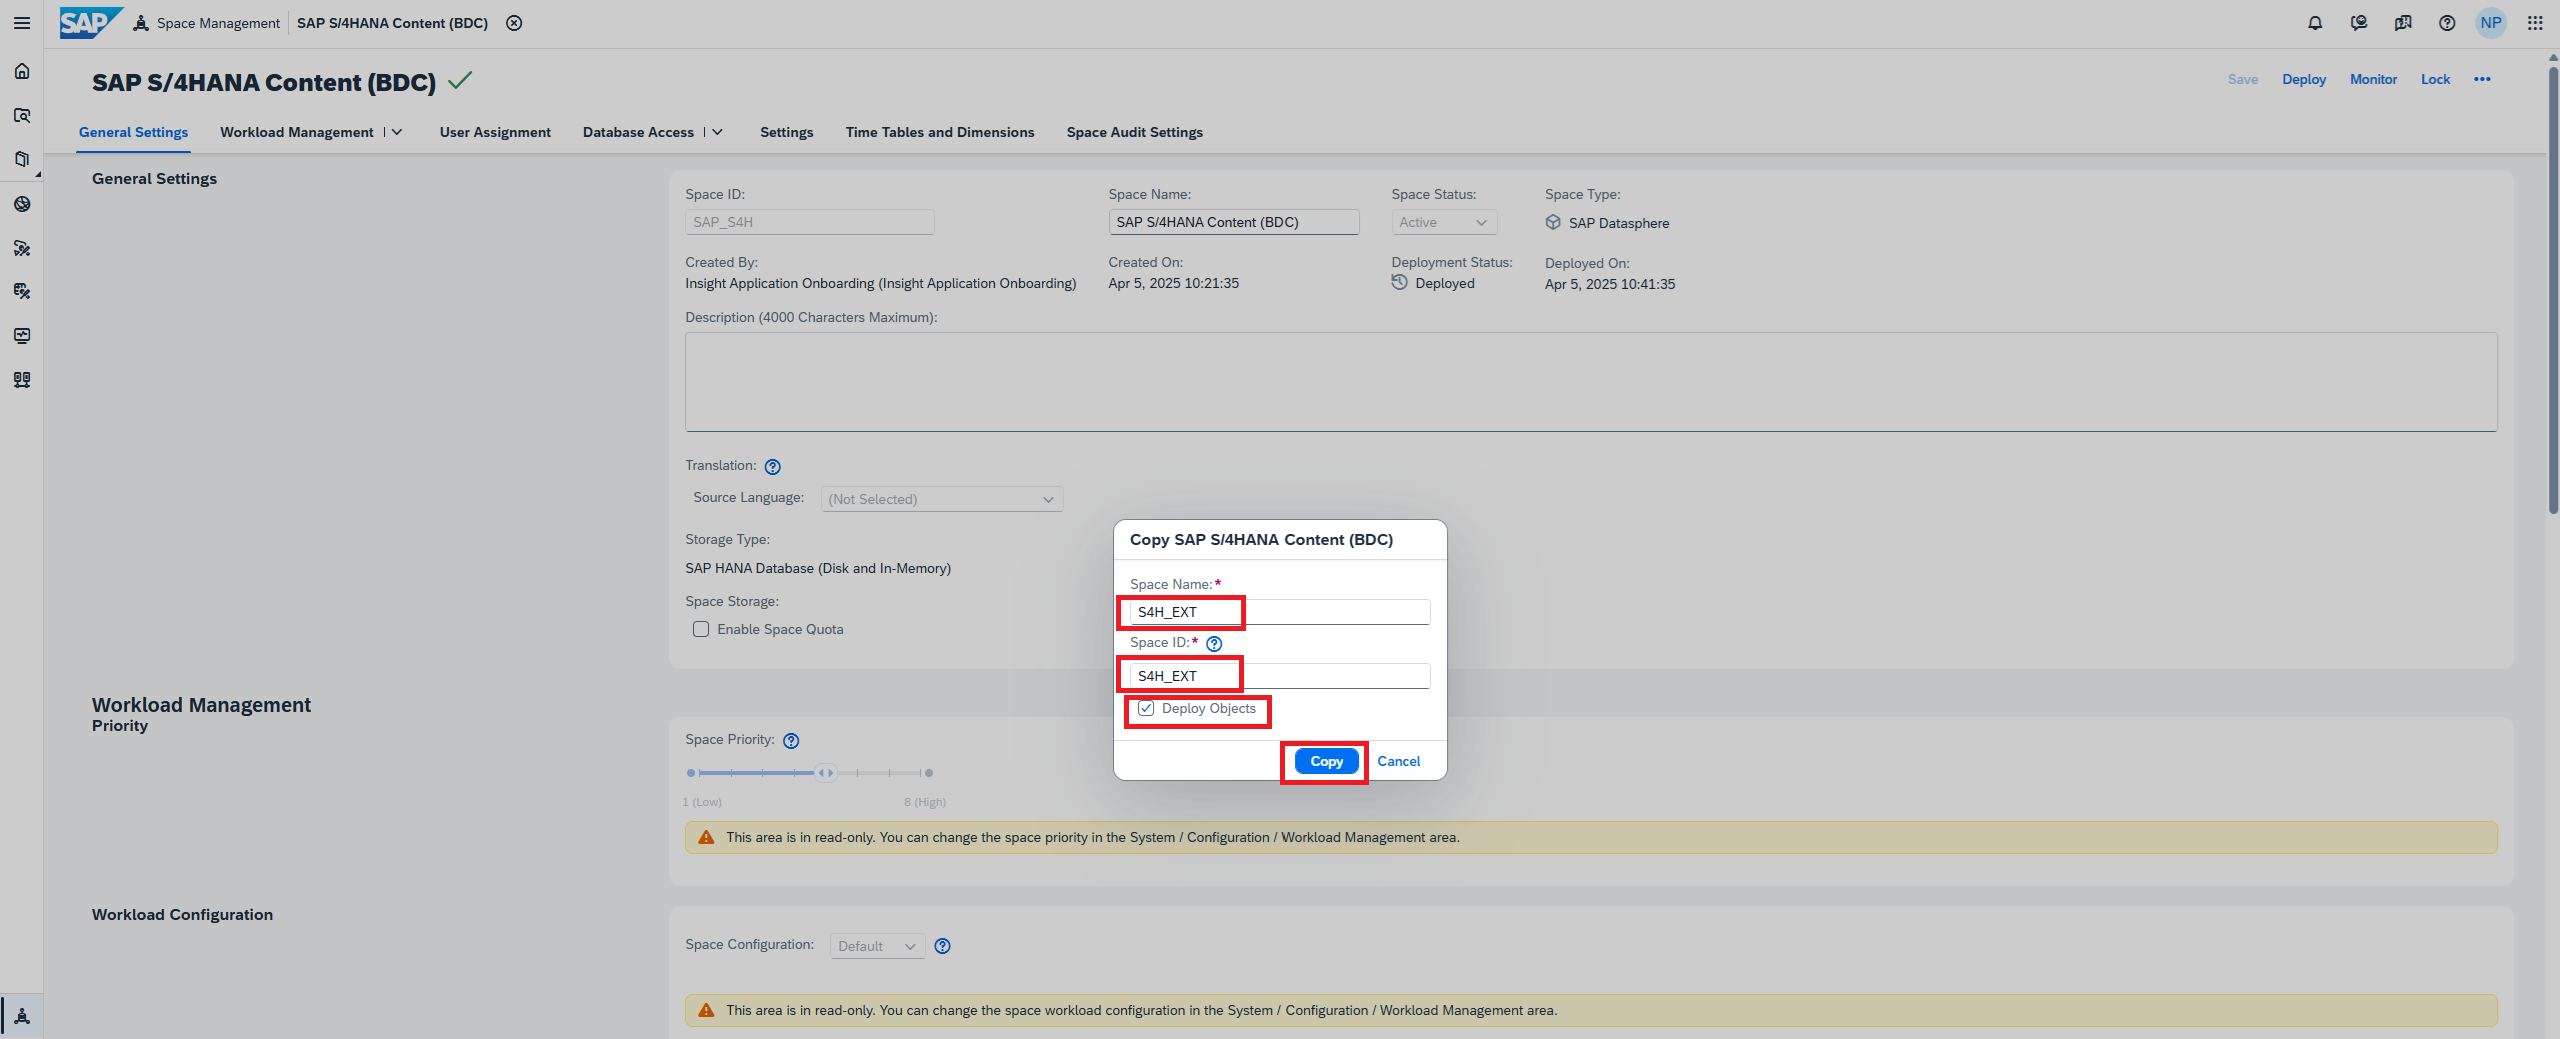 SAP Space Management SAP S/4HANA Content (BDC) NP
SAP S/4HANA Content (BDC)
Save Deploy Monitor Lock
General Settings Workload Management User Assignment Database Access Settings Time Tables and Dimensions Space Audit Settings
General Settings
Space ID: Space Name: Space Status: Space Type:
SAP_S4H SAP S/4HANA Content (BDC) Active SAP Datasphere
Created By: Created On: Deployment Status: Deployed On:
Insight Application Onboarding (Insight Application Onboarding) Apr 5, 2025 10:21:35 Deployed Apr 5, 2025 10:41:35
Description (4000 Characters Maximum):
Translation:
Source Language: (Not Selected)
Storage Type:
SAP HANA Database (Disk and In-Memory)
Space Storage:
Enable Space Quota
Copy SAP S/4HANA Content (BDC)
Space Name:*
S4H_EXT
Space ID:*
S4H_EXT
Deploy Objects
Copy Cancel
Workload Management
Priority
Space Priority:
1 (Low) 8 (High)
This area is in read-only. You can change the space priority in the System / Configuration / Workload Management area.
Workload Configuration
Space Configuration: Default
This area is in read-only. You can change the space workload configuration in the System / Configuration / Workload Management area.